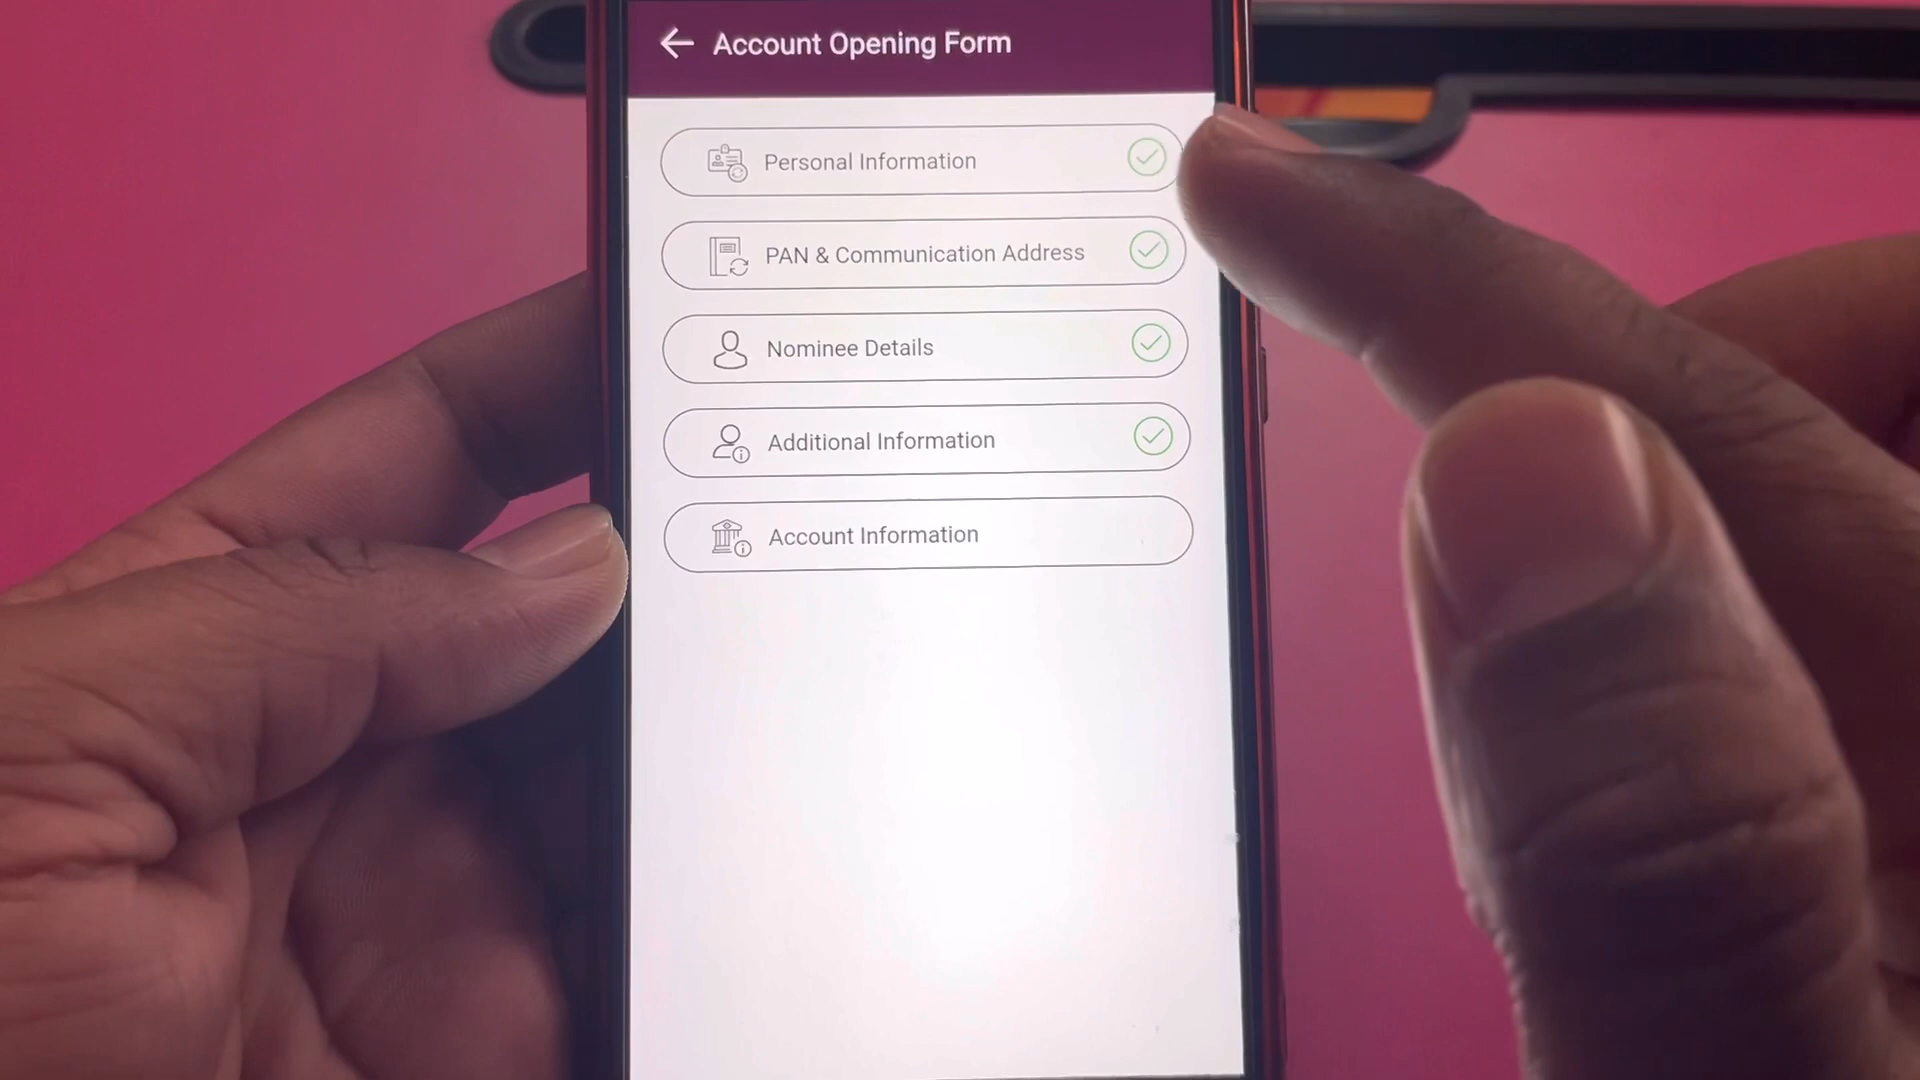 Account Opening Form
Personal Information
PAN & Communication Address
Nominee Details
Additional Information
Account Information